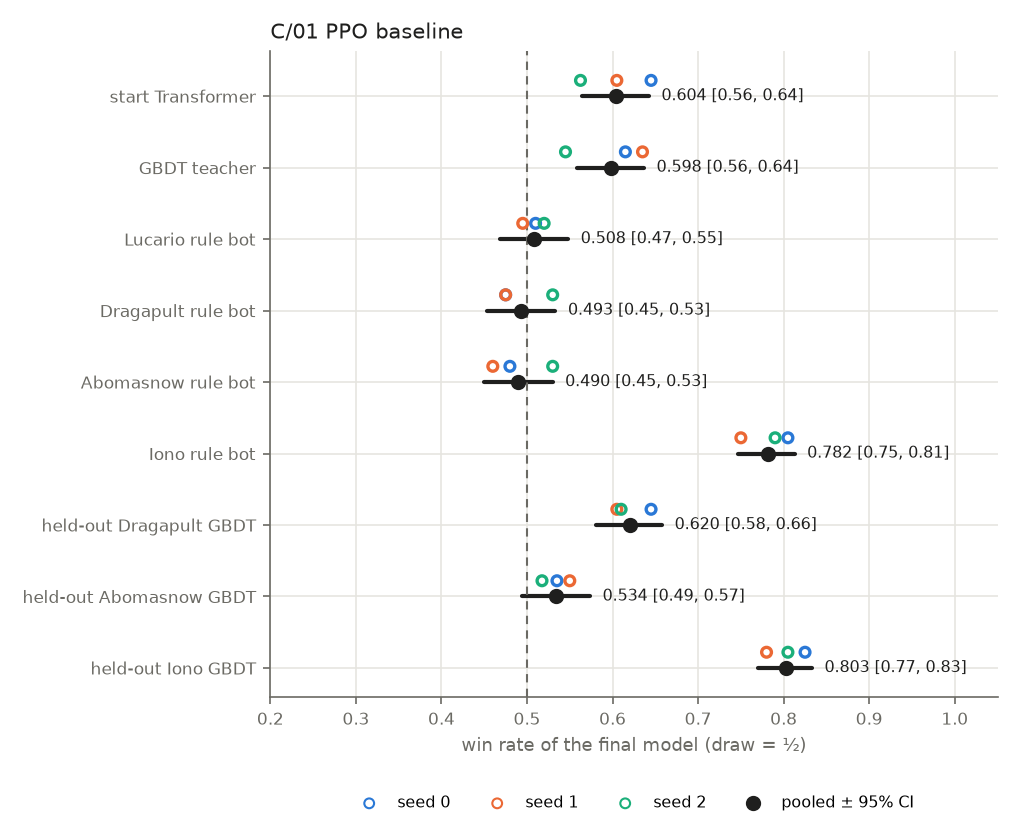 C/01 PPO baseline
start Transformer
0.604 [0.56, 0.64]
GBDT teacher
0.598 [0.56, 0.64]
Lucario rule bot
0.508 [0.47, 0.55]
Dragapult rule bot
0.493 [0.45, 0.53]
Abomasnow rule bot
0.490 [0.45, 0.53]
Iono rule bot
0.782 [0.75, 0.81]
held-out Dragapult GBDT
0.620 [0.58, 0.66]
held-out Abomasnow GBDT
0.534 [0.49, 0.57]
held-out Iono GBDT
0.803 [0.77, 0.83]
0.2 0.3 0.4 0.5 0.6 0.7 0.8 0.9 1.0
win rate of the final model (draw = ½)
seed 0 seed 1 seed 2 pooled ± 95% CI